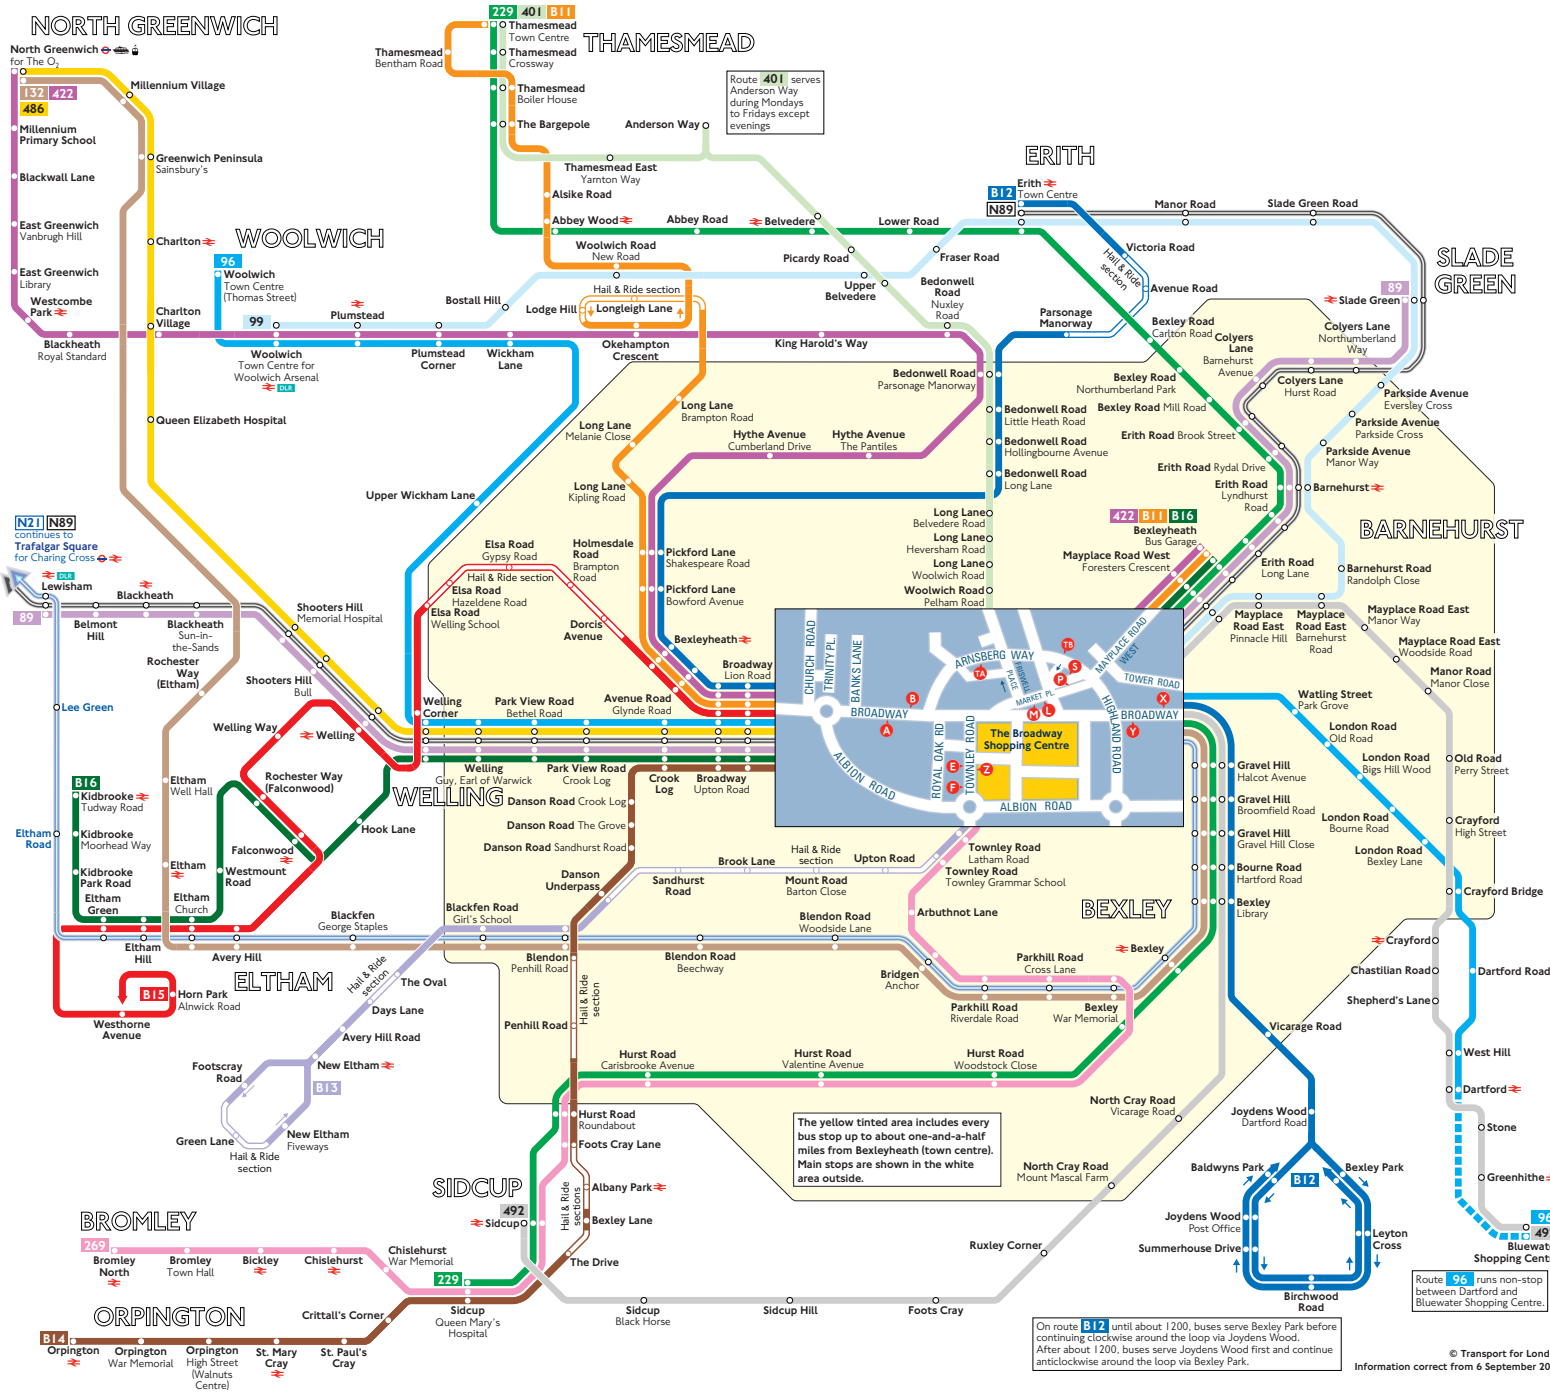 NORTH GREENWICH
North Greenwich
for The O2
132 422
486
Millennium Village
Millennium
Primary School
Greenwich Peninsula
Sainsbury's
Blackwall Lane
East Greenwich
Vanbrugh Hill
Charlton
East Greenwich
Library
Westcombe
Park
Charlton
Village
Blackheath
Royal Standard
Queen Elizabeth Hospital
WOOLWICH
96
Woolwich
Town Centre
(Thomas Street)
99
Plumstead
Bostall Hill
Woolwich
Town Centre for
Woolwich Arsenal
DLR
Plumstead
Corner
Wickham
Lane
229 401 B11
Thamesmead
Town Centre
THAMESMEAD
Thamesmead
Bentham Road
Thamesmead
Crossway
Thamesmead
Boiler House
The Bargepole
Anderson Way
Route 401 serves
Anderson Way
during Mondays
to Fridays except
evenings
Thamesmead East
Yarnton Way
Alsike Road
Abbey Wood
Abbey Road
Belvedere
Lower Road
Woolwich Road
New Road
Picardy Road
Fraser Road
Upper
Belvedere
Bedonwell
Road
Nuxley
Road
Hail & Ride section
Lodge Hill
Longleigh Lane
Okehampton
Crescent
King Harold's Way
ERITH
B12
Erith
Town Centre
N89
Manor Road
Slade Green Road
Victoria Road
Hail & Ride
section
Avenue Road
SLADE
GREEN
89
Slade Green
Parsonage
Manorway
Bexley Road
Carlton Road
Colyers
Lane
Barnehurst
Avenue
Colyers Lane
Northumberland
Way
Colyers Lane
Hurst Road
Bexley Road
Northumberland Park
Bexley Road Mill Road
Erith Road Brook Street
Parkside Avenue
Eversley Cross
Parkside Avenue
Parkside Cross
Parkside Avenue
Manor Way
Erith Road Rydal Drive
Erith Road
Lyndhurst
Road
Barnehurst
BARNEHURST
Bedonwell Road
Parsonage Manorway
Bedonwell Road
Little Heath Road
Bedonwell Road
Hollingbourne Avenue
Bedonwell Road
Long Lane
Long Lane
Brampton Road
Long Lane
Melanie Close
Hythe Avenue
Cumberland Drive
Hythe Avenue
The Pantiles
Long Lane
Kipling Road
Upper Wickham Lane
Long Lane
Belvedere Road
Long Lane
Heversham Road
Long Lane
Woolwich Road
Woolwich Road
Pelham Road
422 B11 B16
Bexleyheath
Bus Garage
Mayplace Road West
Foresters Crescent
Erith Road
Long Lane
Barnehurst Road
Randolph Close
N21 N89
continues to
Trafalgar Square
for Charing Cross
DLR
Lewisham
Blackheath
89
Belmont
Hill
Blackheath
Sun-in-
the-Sands
Shooters Hill
Memorial Hospital
Rochester
Way
(Eltham)
Shooters Hill
Bull
Elsa Road
Gypsy Road
Hail & Ride section
Elsa Road
Hazeldene Road
Elsa Road
Welling School
Holmesdale
Road
Brampton
Road
Pickford Lane
Shakespeare Road
Pickford Lane
Bowford Avenue
Dorcis
Avenue
Bexleyheath
Broadway
Lion Road
Avenue Road
Glynde Road
Mayplace
Road East
Pinnacle Hill
Mayplace
Road East
Barnehurst
Road
Mayplace Road East
Manor Way
Mayplace Road East
Woodside Road
Manor Road
Manor Close
CHURCH ROAD
TRINITY PL.
BANKS LANE
ARNSBERG WAY
FRISWELL
PLACE
MARKET PL.
MAYPLACE ROAD
WEST
TOWER ROAD
BROADWAY
BROADWAY
HIGHLAND ROAD
ALBION ROAD
ROYAL OAK RD
TOWNLEY ROAD
The Broadway
Shopping Centre
ALBION ROAD
TA
TB
S
P
B
A
M
L
X
Y
E
Z
F
Lee Green
Welling Way
Welling
Welling
Corner
Park View Road
Bethel Road
Welling
Guy, Earl of Warwick
Park View Road
Crook Log
Crook
Log
Broadway
Upton Road
WELLING
Rochester Way
(Falconwood)
Eltham
Well Hall
B16
Kidbrooke
Tudway Road
Kidbrooke
Moorhead Way
Kidbrooke
Park Road
Eltham
Road
Hook Lane
Falconwood
Eltham
Westmount
Road
Eltham
Green
Eltham
Church
Eltham
Hill
Avery Hill
ELTHAM
B15
Horn Park
Alnwick Road
Westhorne
Avenue
Danson Road Crook Log
Danson Road The Grove
Danson Road Sandhurst Road
Danson
Underpass
Sandhurst
Road
Brook Lane
Hail & Ride
section
Mount Road
Barton Close
Upton Road
Townley Road
Latham Road
Townley Road
Townley Grammar School
Arbuthnot Lane
BEXLEY
Blackfen
George Staples
Blackfen Road
Girl's School
Blendon
Penhill Road
Blendon Road
Beechway
Blendon Road
Woodside Lane
Bridgen
Anchor
Parkhill Road
Cross Lane
Parkhill Road
Riverdale Road
Bexley
Bexley
War Memorial
Watling Street
Park Grove
London Road
Old Road
London Road
Bigs Hill Wood
London Road
Bourne Road
London Road
Bexley Lane
Old Road
Perry Street
Crayford
High Street
Crayford Bridge
Crayford
Chastilian Road
Shepherd's Lane
Dartford Road
West Hill
Dartford
Stone
Greenhithe
96
Shopping Cent
Gravel Hill
Halcot Avenue
Gravel Hill
Broomfield Road
Gravel Hill
Gravel Hill Close
Bourne Road
Hartford Road
Bexley
Library
Vicarage Road
Hail & Ride
section
The Oval
Days Lane
Avery Hill Road
New Eltham
B13
Footscray
Road
Green Lane
New Eltham
Fiveways
Hail & Ride
section
Hail & Ride
section
Penhill Road
Hurst Road
Carisbrooke Avenue
Hurst Road
Valentine Avenue
Hurst Road
Woodstock Close
Hurst Road
Roundabout
Foots Cray Lane
Hail & Ride
sections
Albany Park
Bexley Lane
The Drive
SIDCUP
492
Sidcup
BROMLEY
269
Bromley
North
Bromley
Town Hall
Bickley
Chislehurst
Chislehurst
War Memorial
229
Sidcup
Queen Mary's
Hospital
ORPINGTON
B14
Orpington
Orpington
War Memorial
Orpington
High Street
(Walnuts
Centre)
St. Mary
Cray
St. Paul's
Cray
Crittall's Corner
Sidcup
Black Horse
Sidcup Hill
Foots Cray
Ruxley Corner
North Cray Road
Mount Mascal Farm
North Cray Road
Vicarage Road
The yellow tinted area includes every
bus stop up to about one-and-a-half
miles from Bexleyheath (town centre).
Main stops are shown in the white
area outside.
Joydens Wood
Dartford Road
Baldwyns Park
Bexley Park
B12
Joydens Wood
Post Office
Summerhouse Drive
Leyton
Cross
Birchwood
Road
Route 96 runs non-stop
between Dartford and
Bluewater Shopping Centre.
On route B12 until about 1200, buses serve Bexley Park before
continuing clockwise around the loop via Joydens Wood.
After about 1200, buses serve Joydens Wood first and continue
anticlockwise around the loop via Bexley Park.
© Transport for Lond
Information correct from 6 September 20